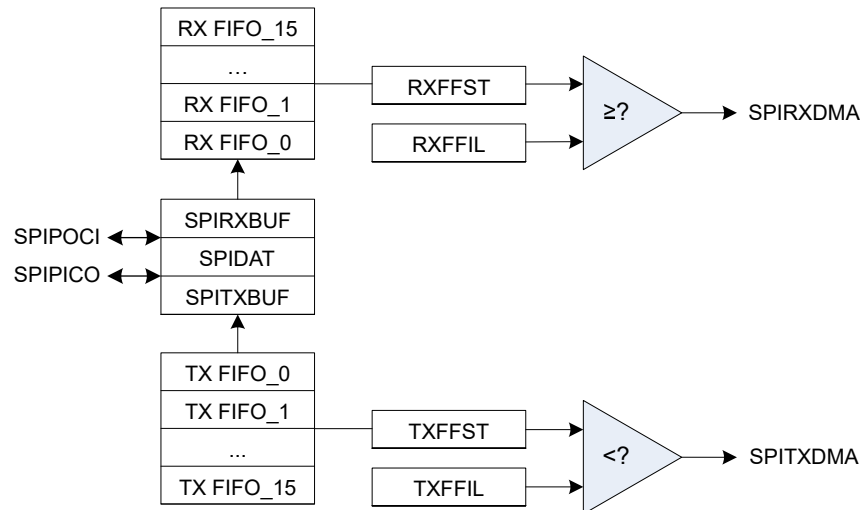 RX FIFO_15
...
RX FIFO_1
RX FIFO_0
RXFFST
RXFFIL
≥?
SPIRXDMA
SPIPOCI
SPIPICO
SPIRXBUF
SPIDAT
SPITXBUF
TX FIFO_0
TX FIFO_1
...
TX FIFO_15
TXFFST
TXFFIL
<?
SPITXDMA